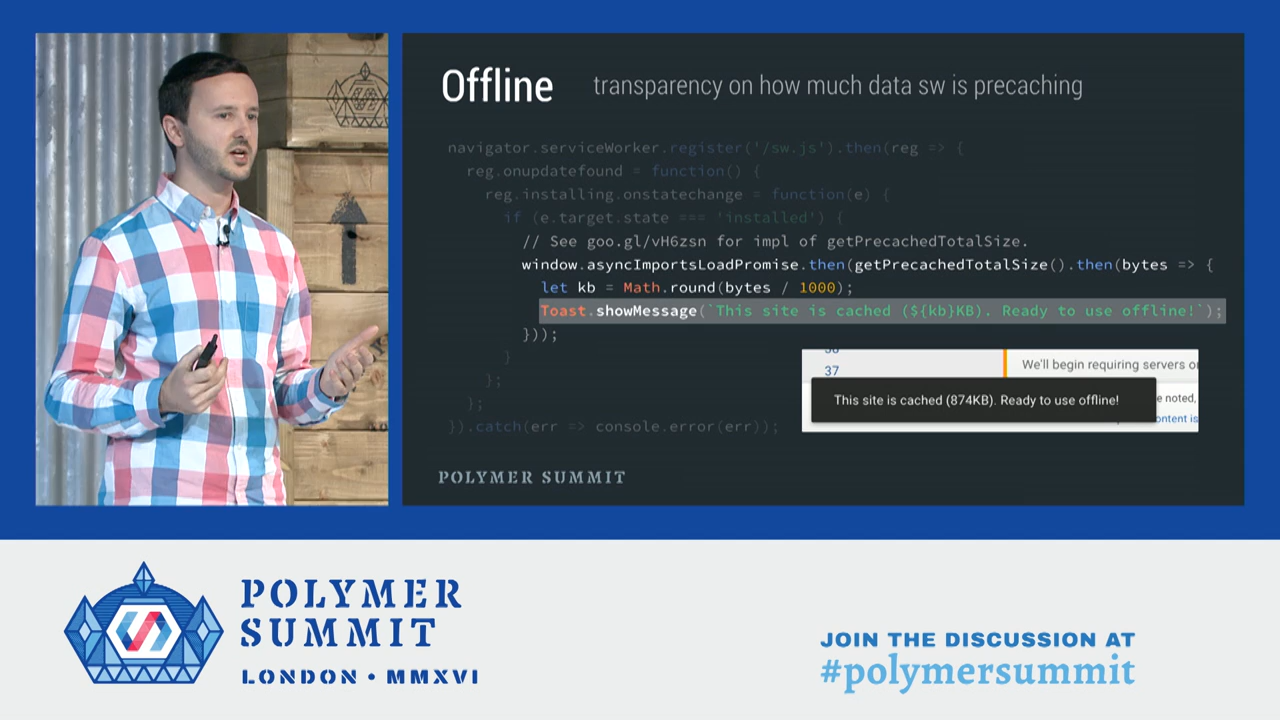 Offline transparency on how much data sw is precaching
navigator.serviceWorker.register('/sw.js').then(reg => {
reg.onupdatefound = function() {
reg.installing.onstatechange = function(e) {
if (e.target.state === 'installed') {
// See goo.gl/vH6zsn for impl of getPrecachedTotalSize.
window.asyncImportsLoadPromise.then(getPrecachedTotalSize().then(bytes => {
let kb = Math.round(bytes / 1000);
Toast.showMessage(`This site is cached (${kb}KB). Ready to use offline!`);
}));
}
};
};
}).catch(err => console.error(err));
37
We'll begin requiring servers
This site is cached (874KB). Ready to use offline!
noted,
is
POLYMER SUMMIT
POLYMER
SUMMIT
LONDON • MMXVI
JOIN THE DISCUSSION AT
#polymersummit